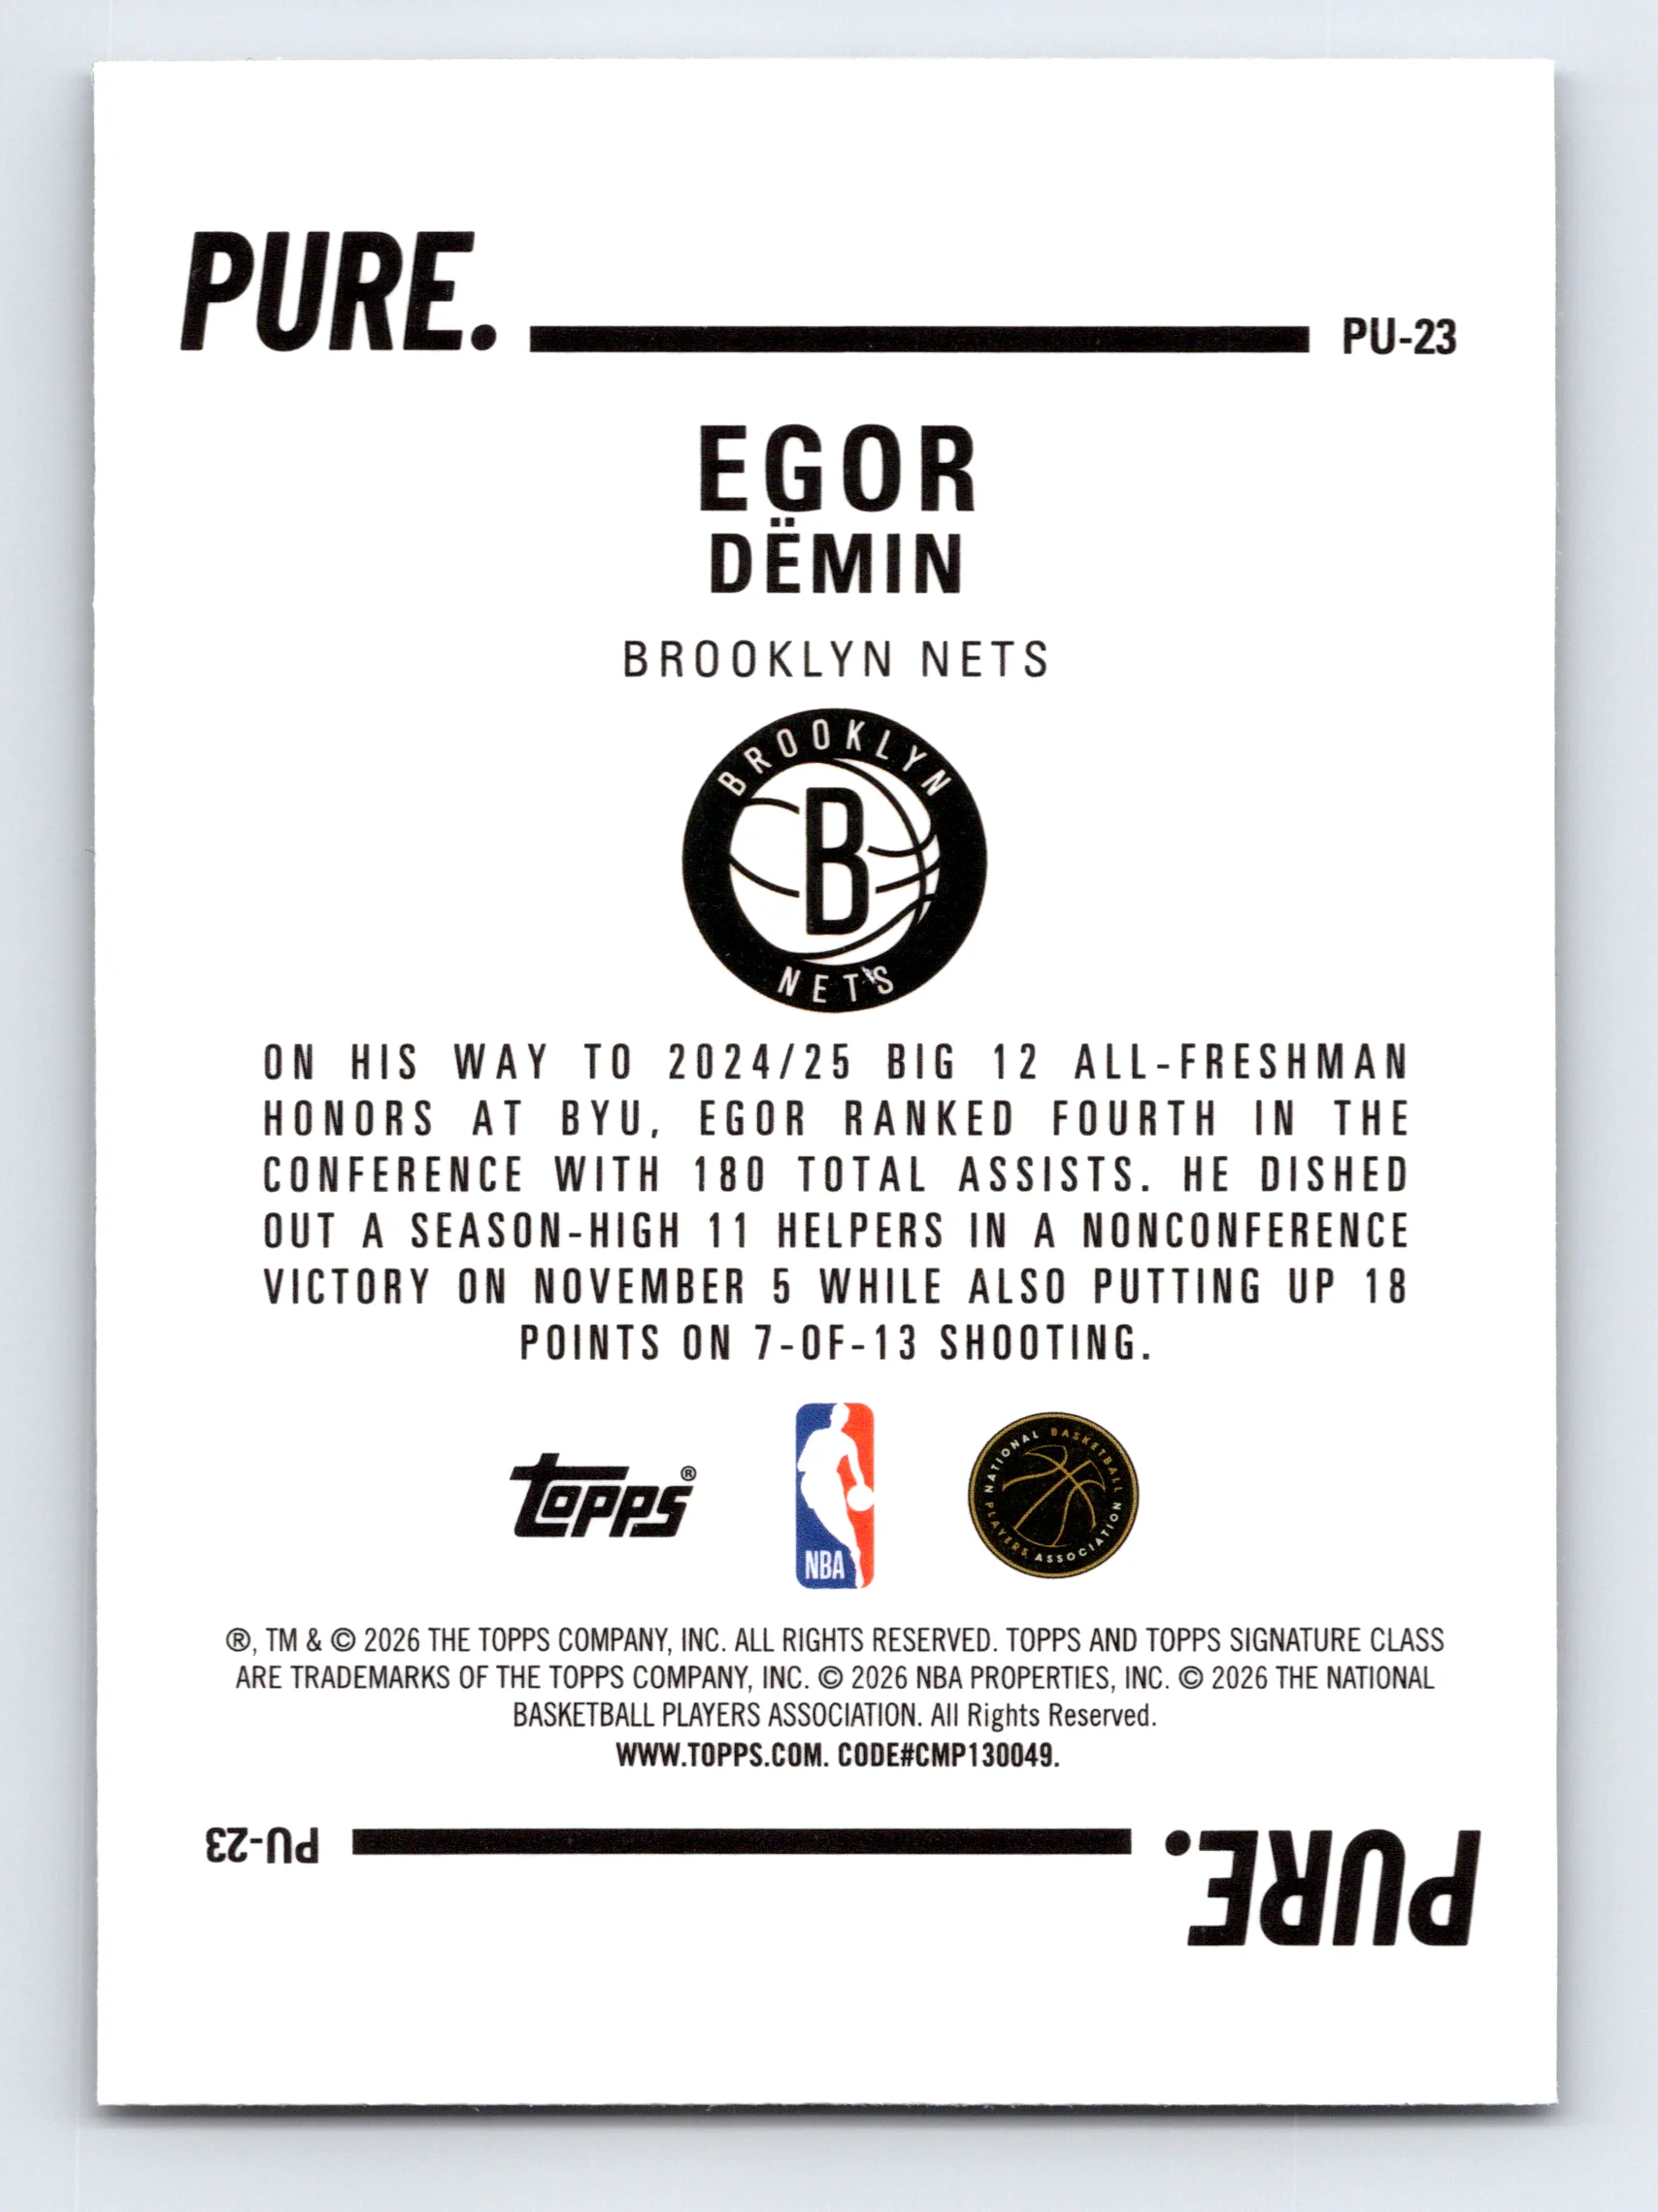 PURE.
PU-23
EGOR
DËMIN
BROOKLYN NETS
BROOKLYN
B
NETS
ON HIS WAY TO 2024/25 BIG 12 ALL-FRESHMAN
HONORS AT BYU, EGOR RANKED FOURTH IN THE
CONFERENCE WITH 180 TOTAL ASSISTS. HE DISHED
OUT A SEASON-HIGH 11 HELPERS IN A NONCONFERENCE
VICTORY ON NOVEMBER 5 WHILE ALSO PUTTING UP 18
POINTS ON 7-OF-13 SHOOTING.
topps®
NBA
NATIONAL BASKETBALL
PLAYERS ASSOCIATION
®, TM & © 2026 THE TOPPS COMPANY, INC. ALL RIGHTS RESERVED. TOPPS AND TOPPS SIGNATURE CLASS
ARE TRADEMARKS OF THE TOPPS COMPANY, INC. © 2026 NBA PROPERTIES, INC. © 2026 THE NATIONAL
BASKETBALL PLAYERS ASSOCIATION. All Rights Reserved.
WWW.TOPPS.COM. CODE#CMP130049.
PURE.
PU-23